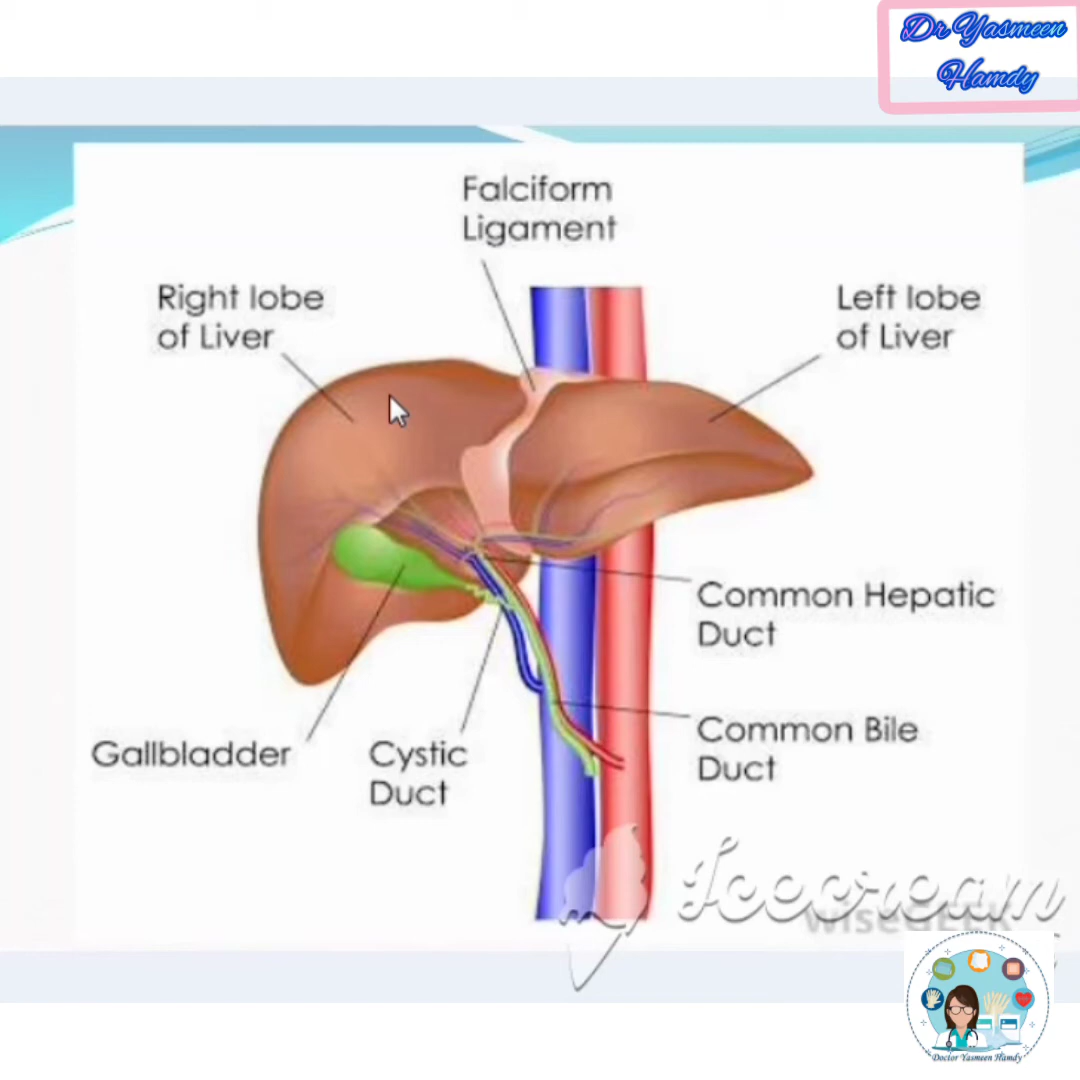 Dr Yasmeen
Hamdy
Falciform
Ligament
Right lobe
of Liver
Left lobe
of Liver
Common Hepatic
Duct
Common Bile
Duct
Gallbladder
Cystic
Duct
Icecream
wiseGEEK
Doctor Yasmeen Hamdy